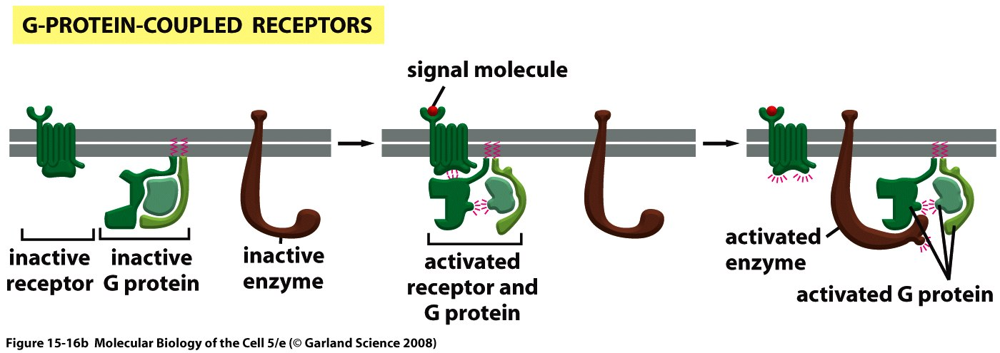 G-PROTEIN-COUPLED RECEPTORS
signal molecule
inactive
receptor
inactive
G protein
inactive
enzyme
activated
receptor and
G protein
activated
enzyme
activated G protein
Figure 15-16b Molecular Biology of the Cell 5/e (© Garland Science 2008)